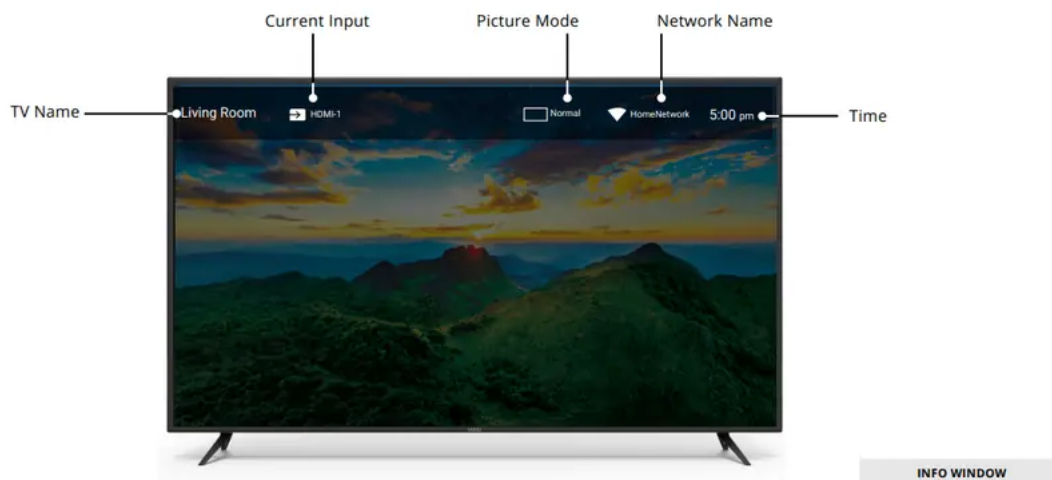 Current Input
Picture Mode
Network Name
TV Name
Living Room
HDMI-1
Normal
HomeNetwork
5:00 pm
Time
INFO WINDOW